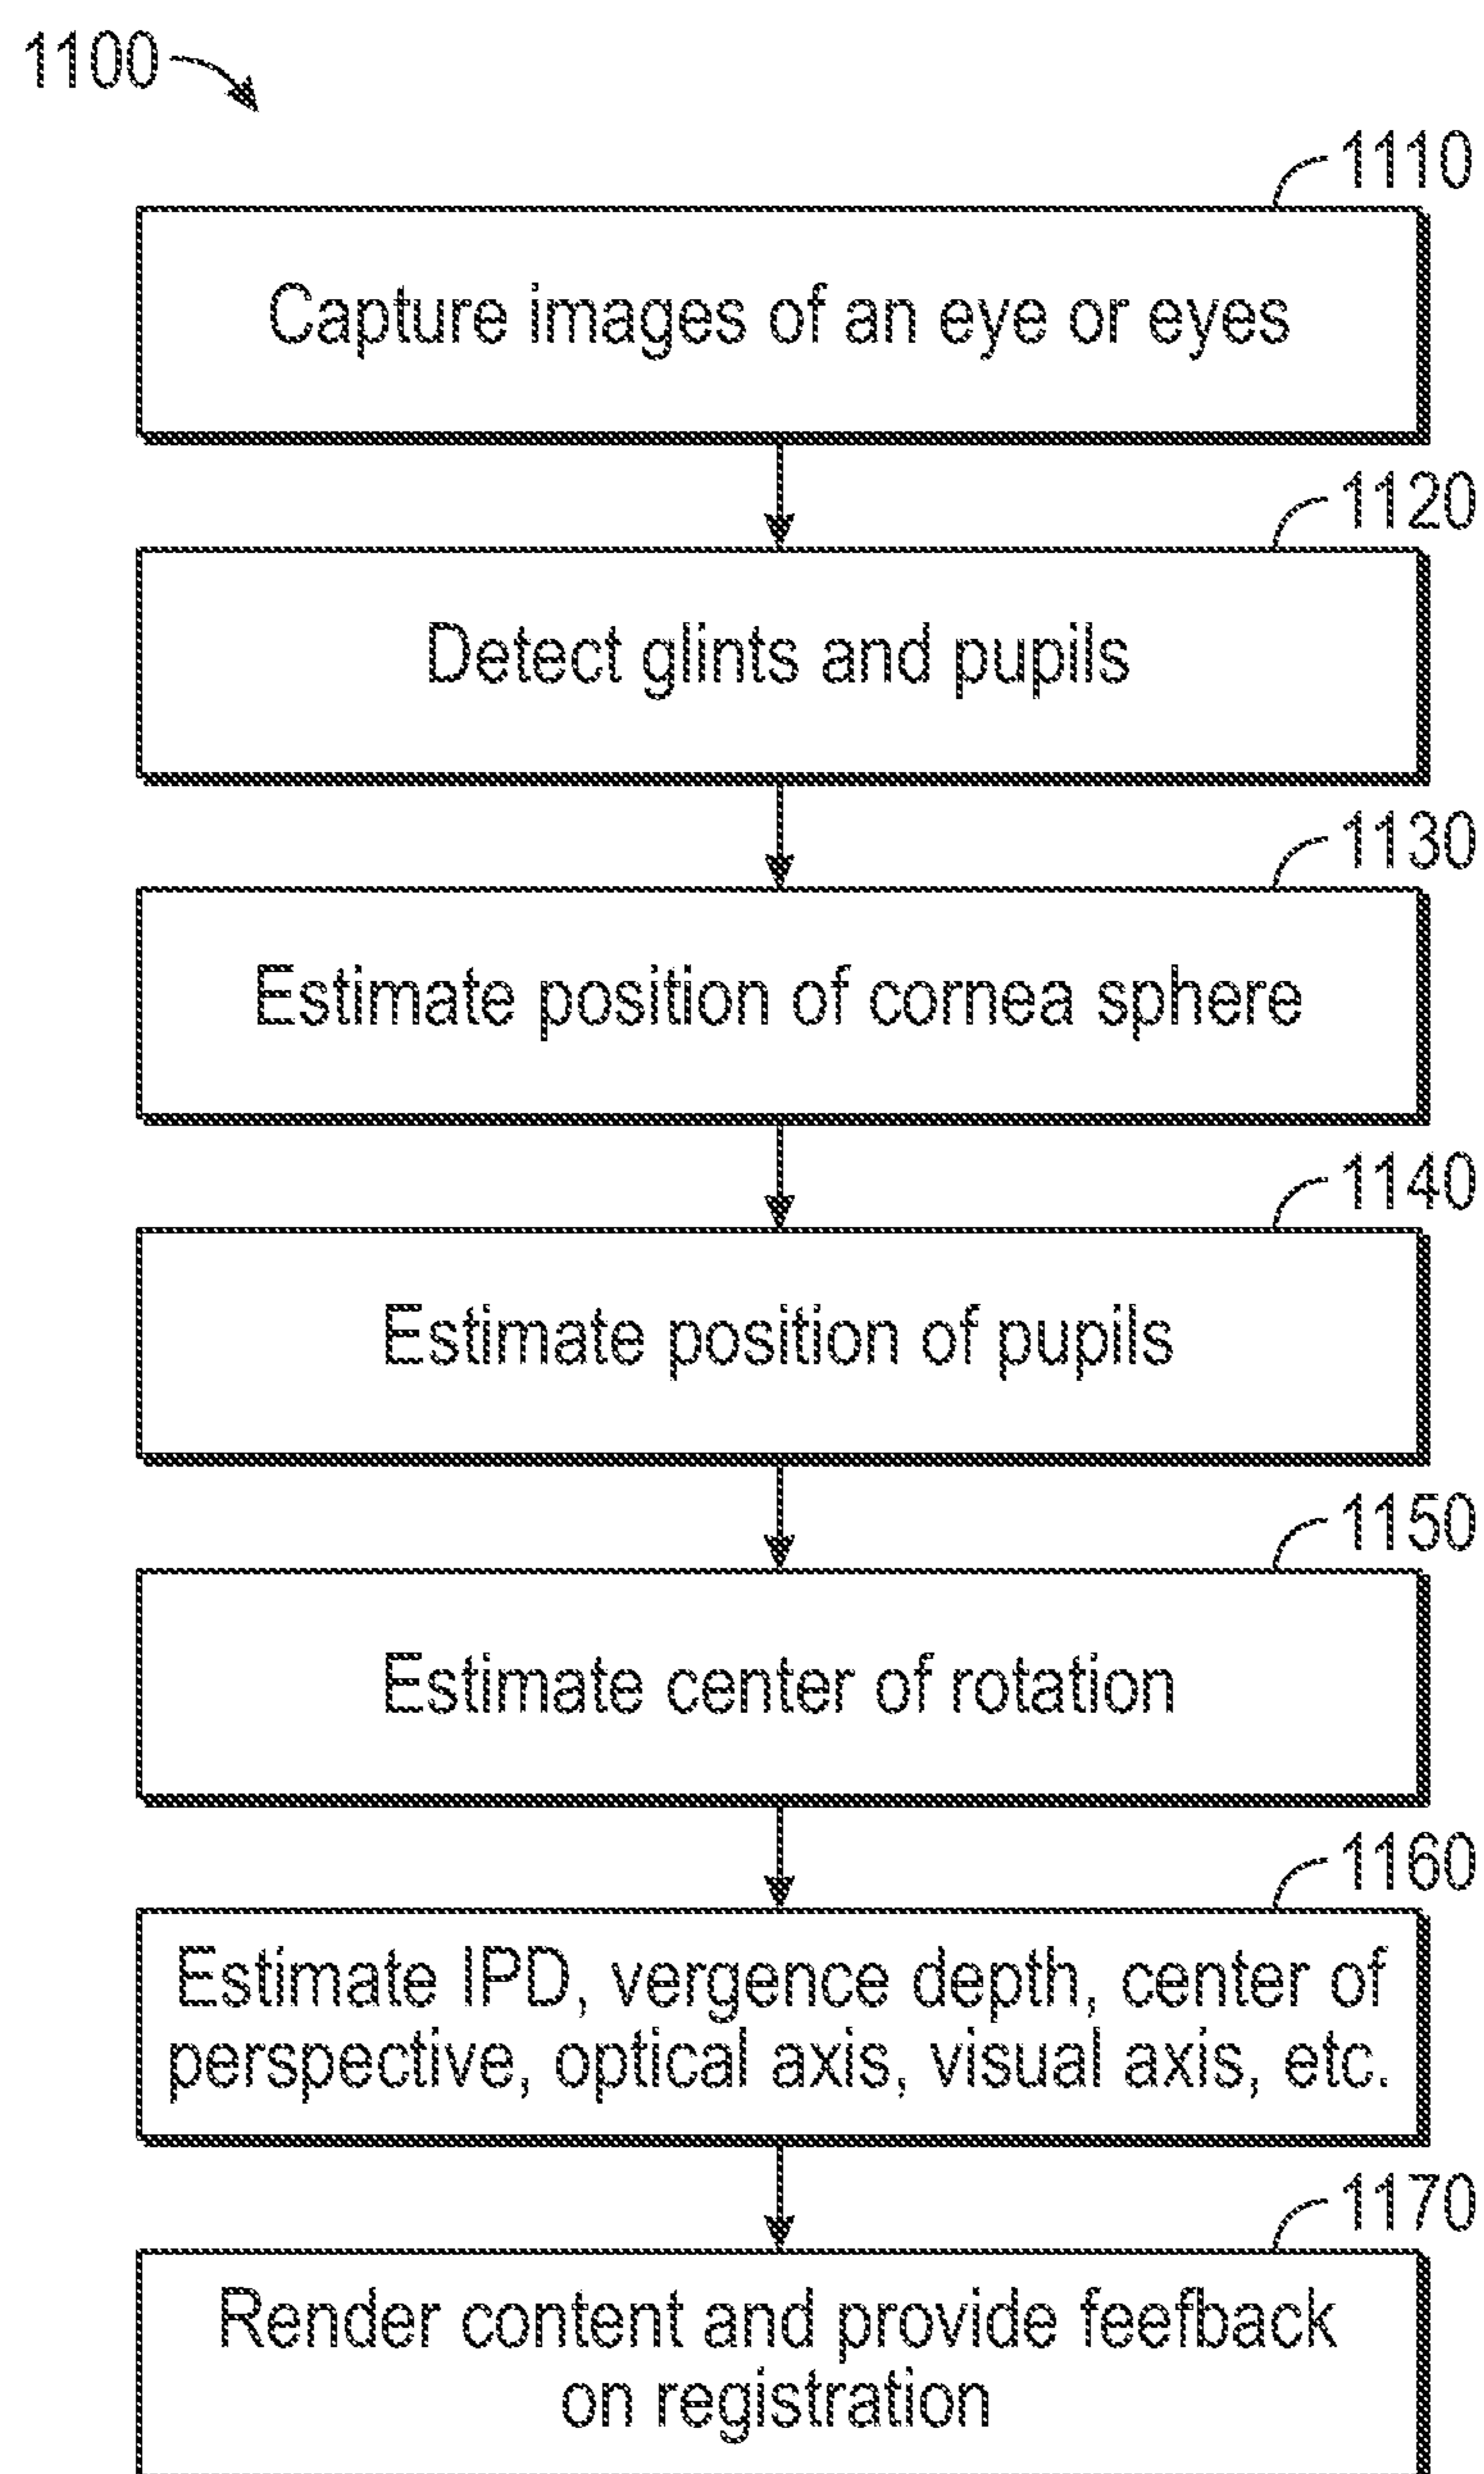 1100
1110
Capture images of an eye or eyes
1120
Detect glints and pupils
1130
Estimate position of cornea sphere
1140
Estimate position of pupils
1150
Estimate center of rotation
1160
Estimate IPD, vergence depth, center of
perspective, optical axis, visual axis, etc.
1170
Render content and provide feefback
on registration